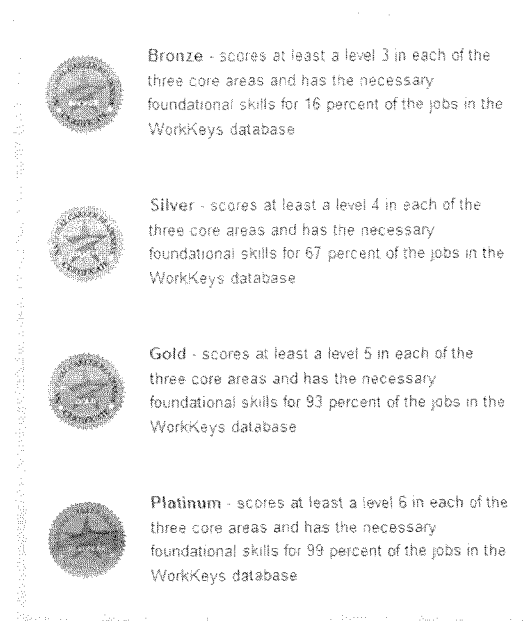 Bronze - scores at least a level 3 in each of the
three core areas and has the necessary
foundational skills for 16 percent of the jobs in the
WorkKeys database
Silver - scores at least a level 4 in each of the
three core areas and has the necessary
foundational skills for 67 percent of the jobs in the
WorkKeys database
Gold - scores at least a level 5 in each of the
three core areas and has the necessary
foundational skills for 93 percent of the jobs in the
WorkKeys database
Platinum - scores at least a level 6 in each of the
three core areas and has the necessary
foundational skills for 99 percent of the jobs in the
WorkKeys database